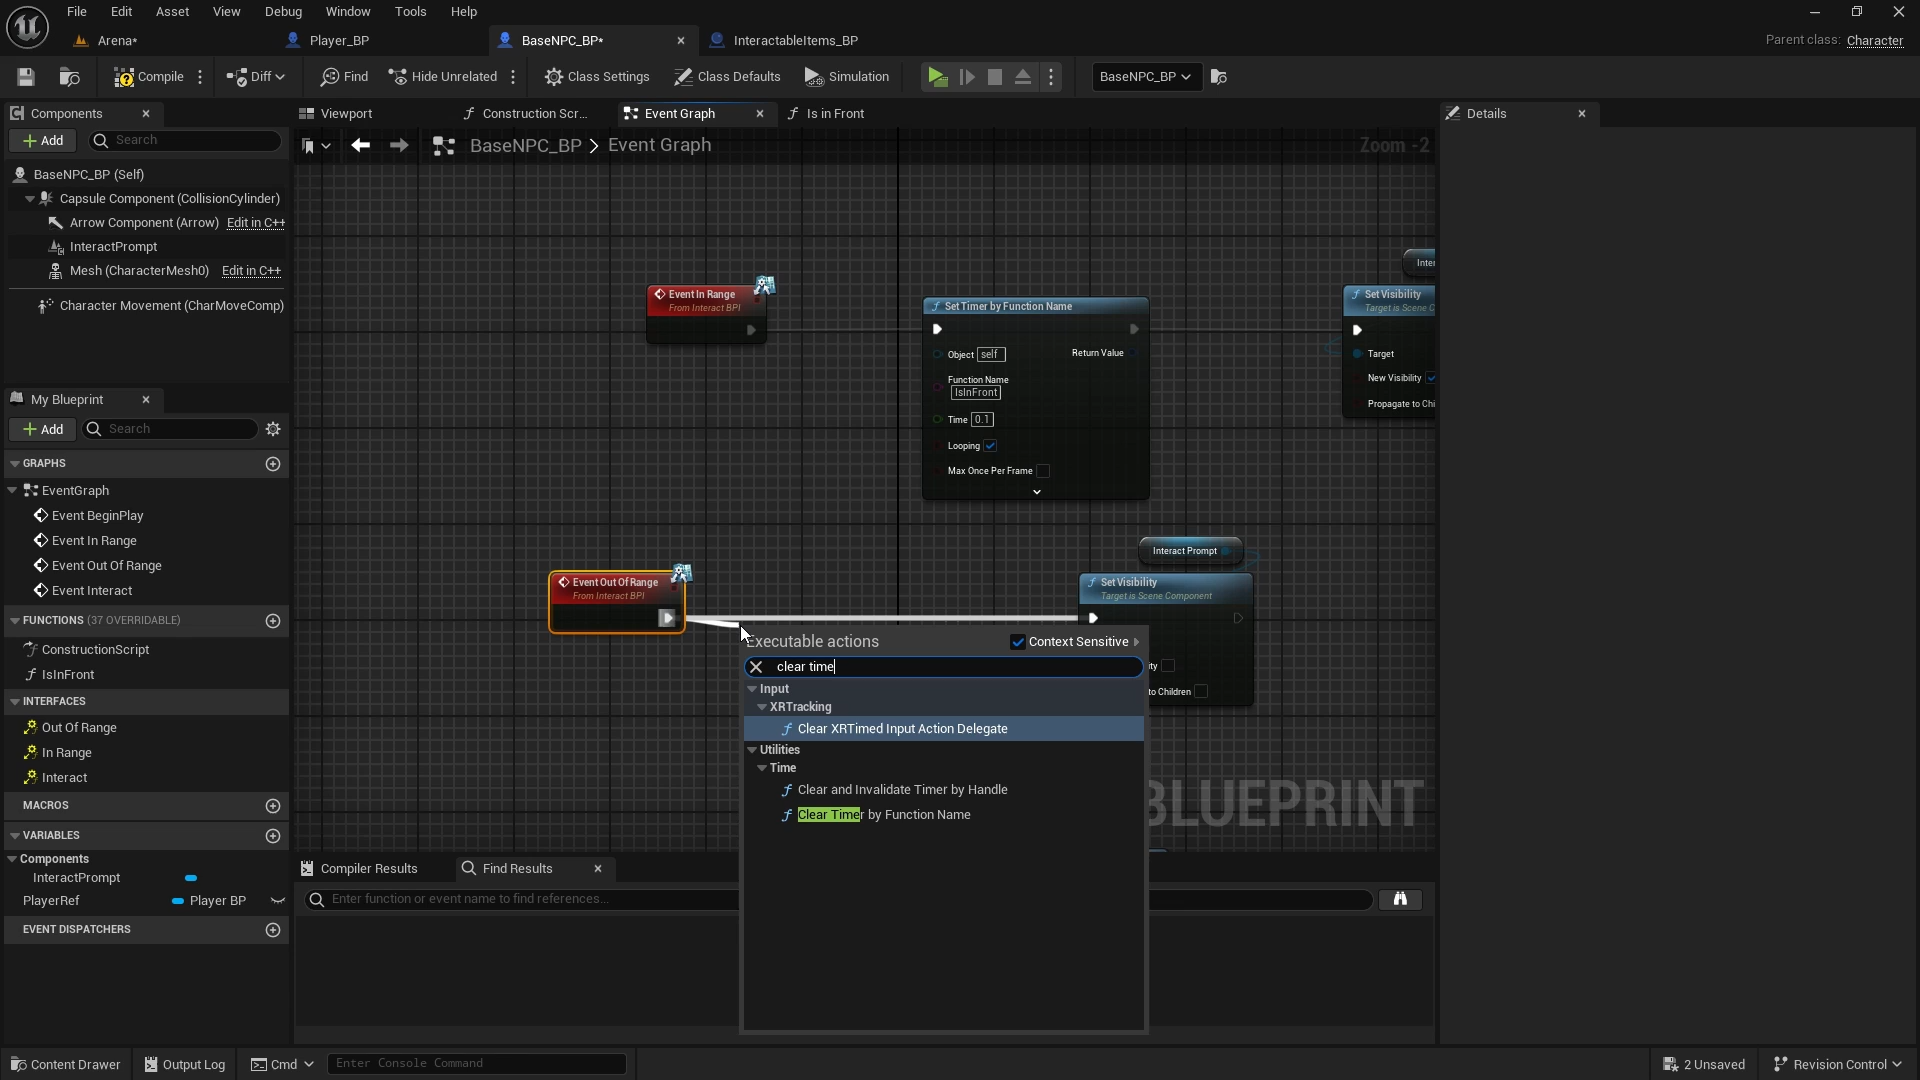 File Edit Asset View Debug Window Tools Help
Arena* Player_BP BaseNPC_BP* InteractableItems_BP
Parent class: Character
Compile Diff Find Hide Unrelated Class Settings Class Defaults Simulation BaseNPC_BP
Components
Add Search
BaseNPC_BP (Self)
Capsule Component (CollisionCylinder)
Arrow Component (Arrow) Edit in C++
InteractPrompt
Mesh (CharacterMesh0) Edit in C++
Character Movement (CharMoveComp)
My Blueprint
Add Search
GRAPHS
EventGraph
Event BeginPlay
Event In Range
Event Out Of Range
Event Interact
FUNCTIONS (37 OVERRIDABLE)
ConstructionScript
IsInFront
INTERFACES
Out Of Range
In Range
Interact
MACROS
VARIABLES
Components
InteractPrompt
PlayerRef Player BP
EVENT DISPATCHERS
Viewport Construction Scr... Event Graph Is in Front
BaseNPC_BP > Event Graph
Zoom -2
Event In Range
From Interact BPI
Set Timer by Function Name
Object self
Return Value
Function Name
IsInFront
Time 0.1
Looping
Max Once Per Frame
Inter
Set Visibility
Target is Scene C
Target
New Visibility
Propagate to Chi
Event Out Of Range
From Interact BPI
Interact Prompt
Set Visibility
Target is Scene Component
ity
to Children
BLUEPRINT
Executable actions
Context Sensitive
clear time
Input
XRTracking
Clear XRTimed Input Action Delegate
Utilities
Time
Clear and Invalidate Timer by Handle
Clear Timer by Function Name
Compiler Results Find Results
Enter function or event name to find references...
Details
Content Drawer Output Log Cmd Enter Console Command
2 Unsaved Revision Control